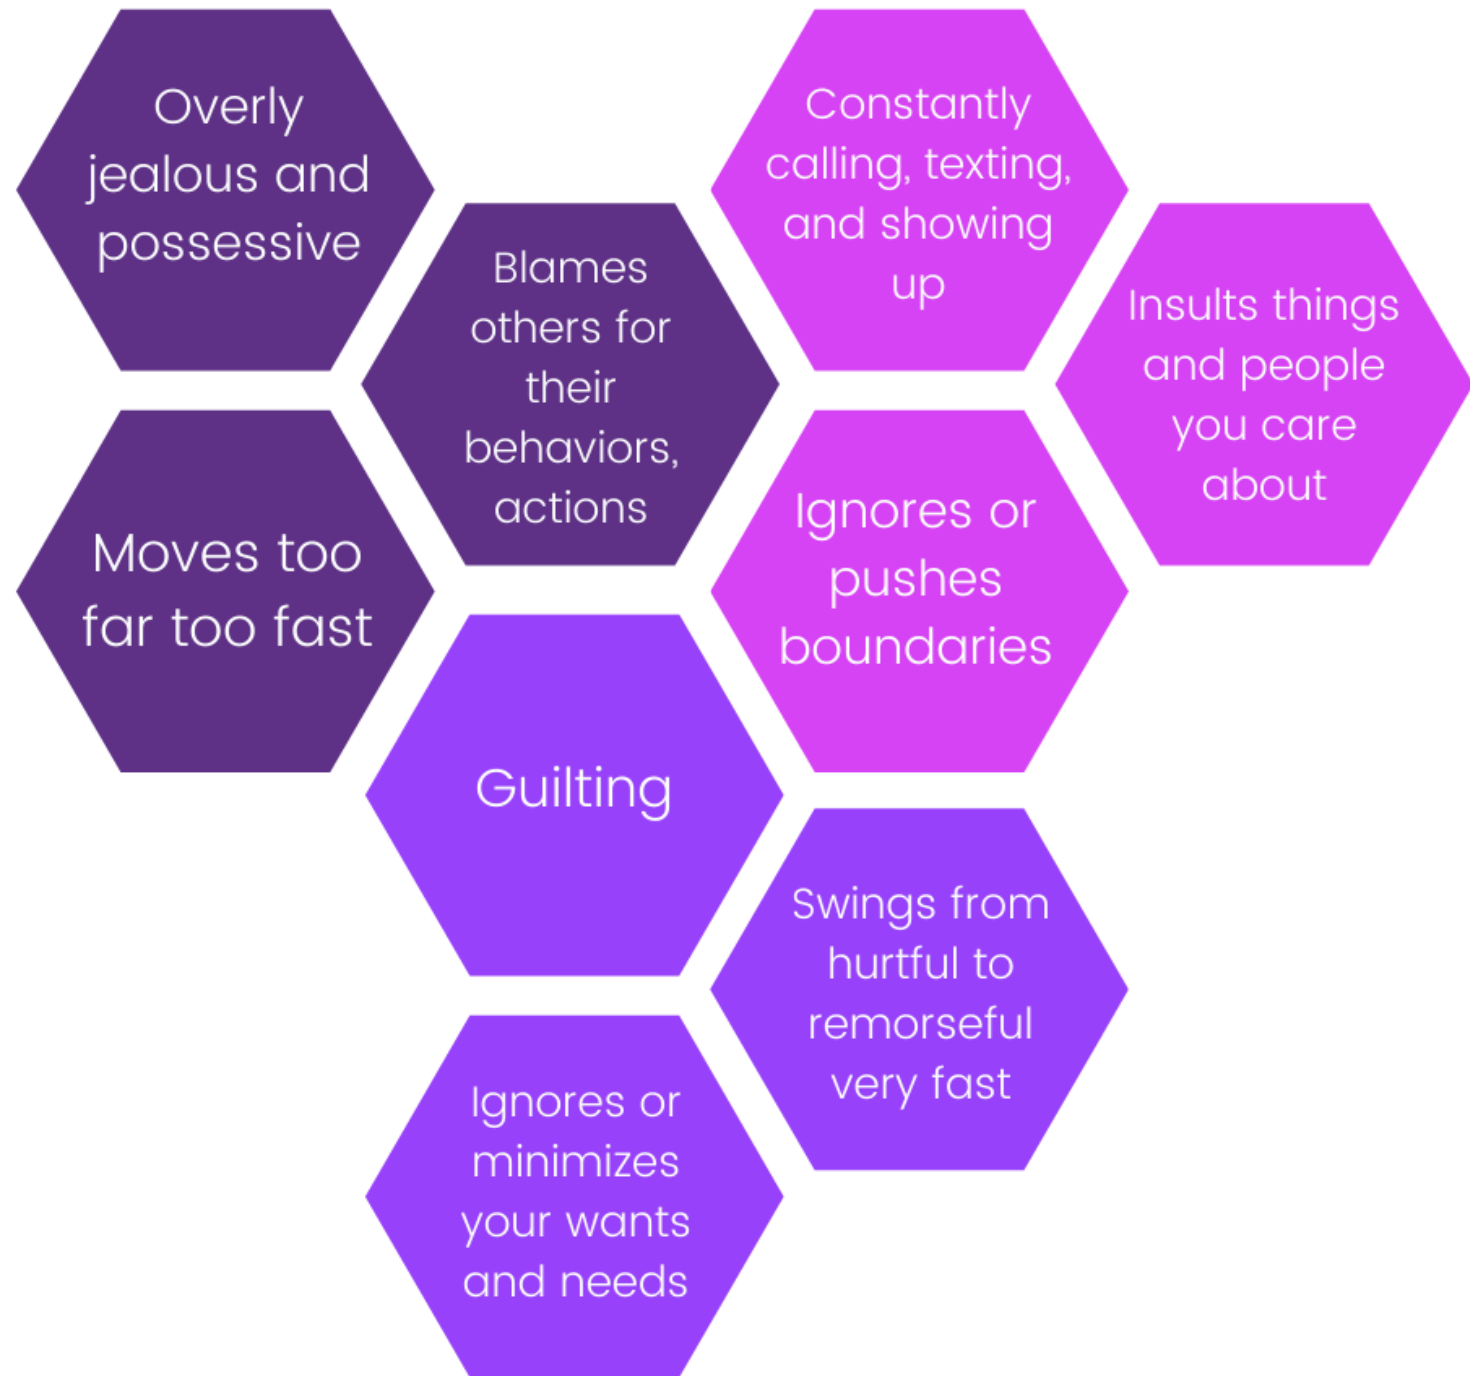 Overly
jealous and
possessive
Blames
others for
their
behaviors,
actions
Moves too
far too fast
Constantly
calling, texting,
and showing
up
Insults things
and people
you care
about
Ignores or
pushes
boundaries
Guilting
Swings from
hurtful to
remorseful
very fast
Ignores or
minimizes
your wants
and needs